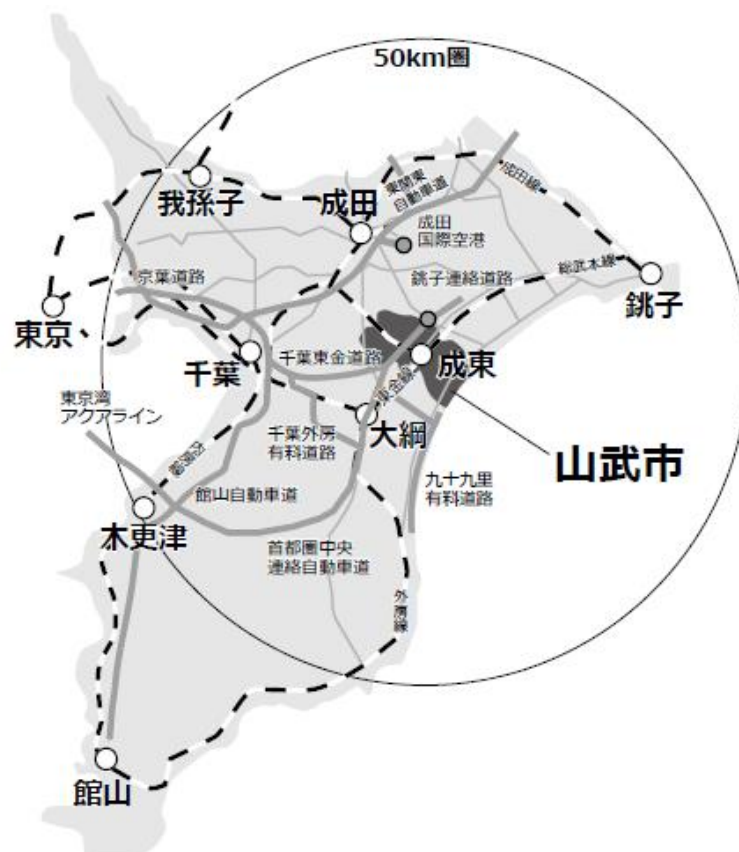 50km圏
我孫子
成田
東関東
自動車道
成田線
成田
国際空港
京葉道路
銚子連絡道路
総武本線
銚子
東京
千葉
千葉東金道路
成東
東金線
東京湾
アクアライン
大網
千葉外房
有料道路
山武市
内房線
館山自動車道
九十九里
有料道路
木更津
首都圏中央
連絡自動車道
外房線
館山